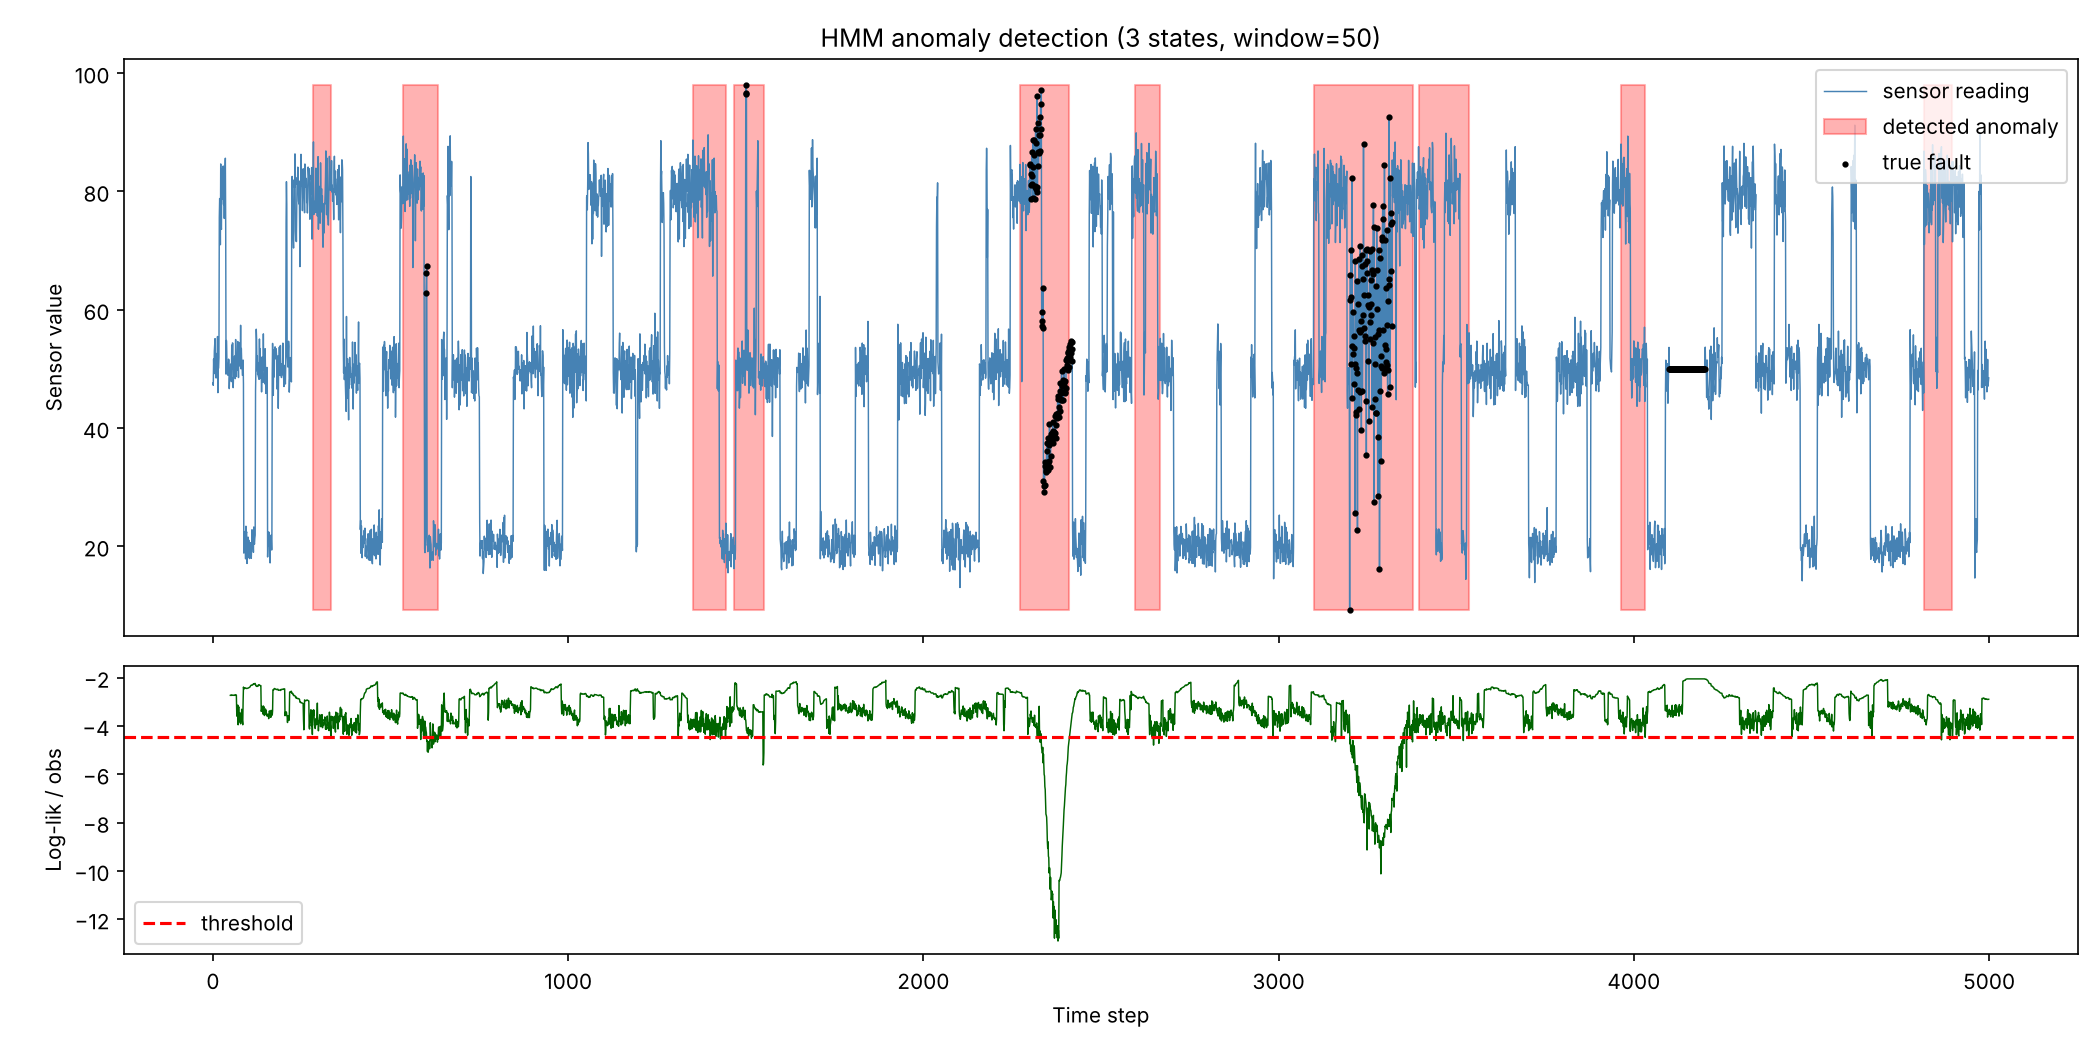 HMM anomaly detection (3 states, window=50)
100
80
60
40
20
Sensor value
sensor reading
detected anomaly
true fault
−2
−4
−6
−8
−10
−12
Log-lik / obs
threshold
0
1000
2000
3000
4000
5000
Time step